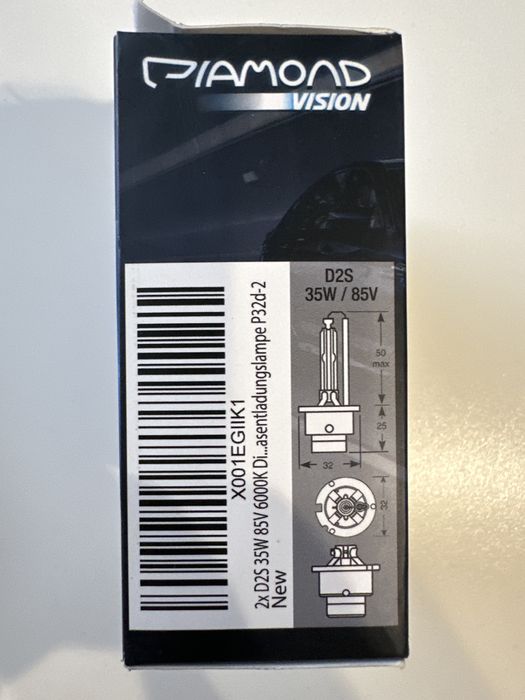 DIAMOND
VISION
D2S
35W / 85V
50
max
25
32
32
X001EGIIK1
2x D2S 35W 85V 6000K Di...asentladungslampe P32d-2
New